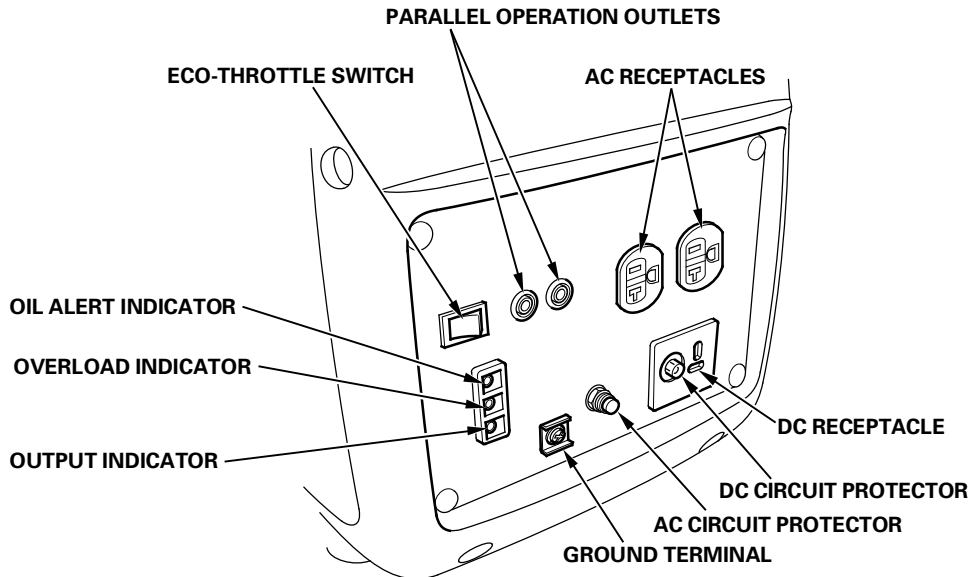 PARALLEL OPERATION OUTLETS
ECO-THROTTLE SWITCH
AC RECEPTACLES
OIL ALERT INDICATOR
OVERLOAD INDICATOR
OUTPUT INDICATOR
DC RECEPTACLE
DC CIRCUIT PROTECTOR
AC CIRCUIT PROTECTOR
GROUND TERMINAL